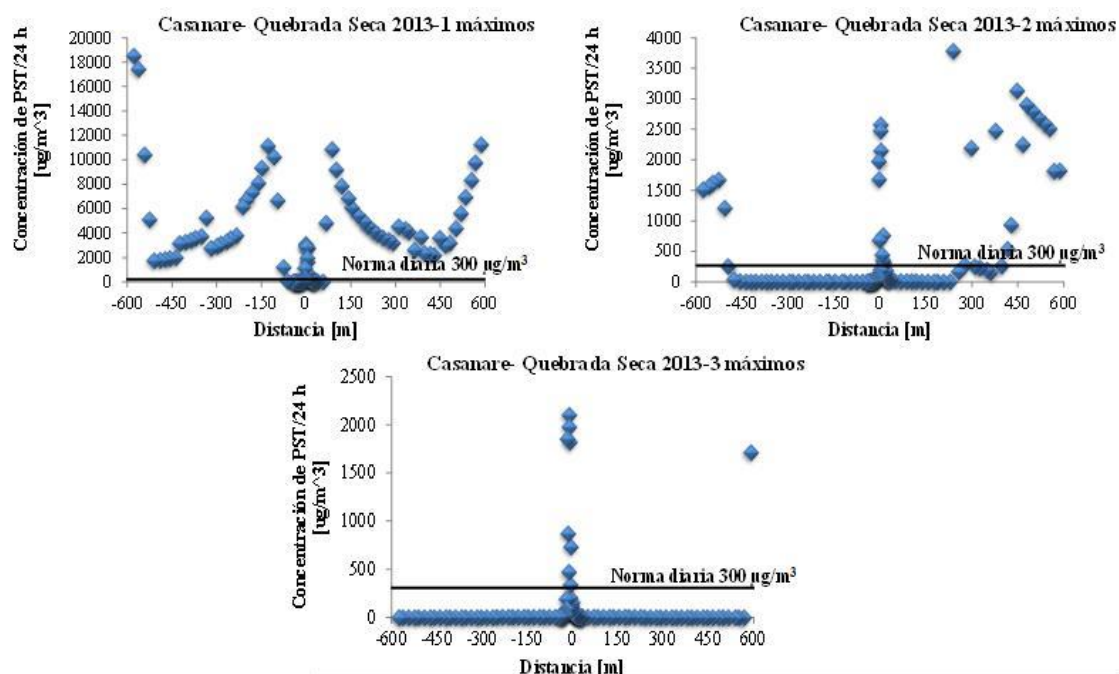 Casanare- Quebrada Seca 2013-1 máximos
Concentración de PST/24 h
[ug/m^3]
20000
18000
16000
14000
12000
10000
8000
6000
4000
2000
0
Norma diaria 300 µg/m³
-600 -450 -300 -150 0 150 300 450 600
Distancia [m]
Casanare- Quebrada Seca 2013-2 máximos
Concentración de PST/24 h
[ug/m^3]
4000
3500
3000
2500
2000
1500
1000
500
0
Norma diaria 300 µg/m³
-600 -450 -300 -150 0 150 300 450 600
Distancia [m]
Casanare- Quebrada Seca 2013-3 máximos
Concentración de PST/24 h
[ug/m^3]
2500
2000
1500
1000
500
0
Norma diaria 300 µg/m³
-600 -450 -300 -150 0 150 300 450 600
Distancia [m]